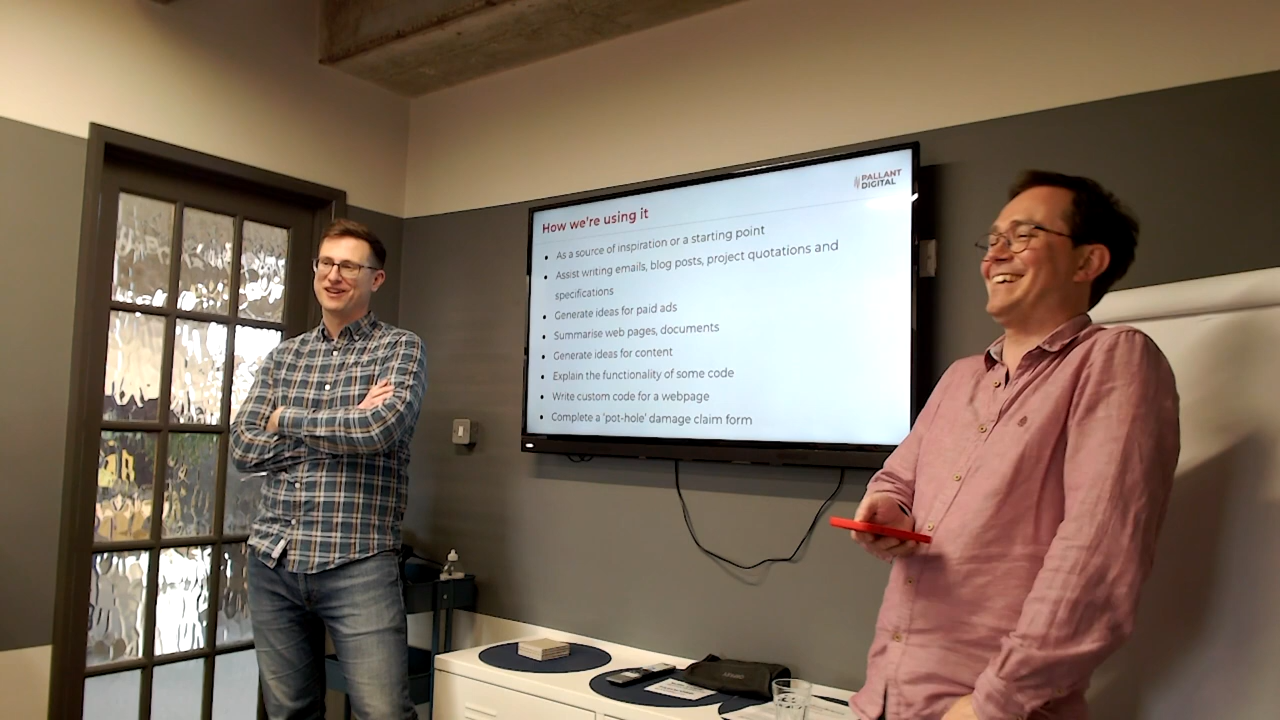 PALLANT
DIGITAL
How we're using it
As a source of inspiration or a starting point
Assist writing emails, blog posts, project quotations and
specifications
Generate ideas for paid ads
Summarise web pages, documents
Generate ideas for content
Explain the functionality of some code
Write custom code for a webpage
Complete a 'pot-hole' damage claim form